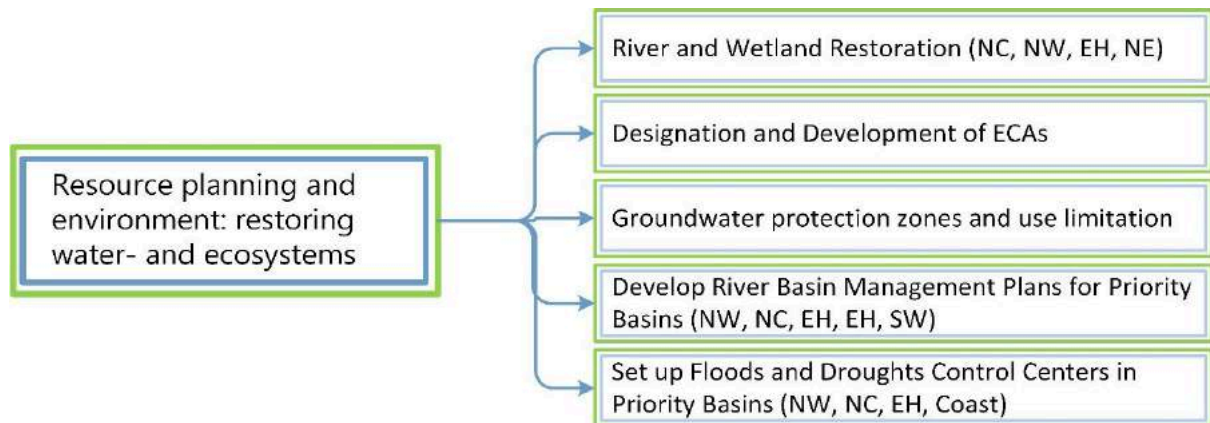 Resource planning and
environment: restoring
water- and ecosystems
River and Wetland Restoration (NC, NW, EH, NE)
Designation and Development of ECAs
Groundwater protection zones and use limitation
Develop River Basin Management Plans for Priority
Basins (NW, NC, EH, EH, SW)
Set up Floods and Droughts Control Centers in
Priority Basins (NW, NC, EH, Coast)